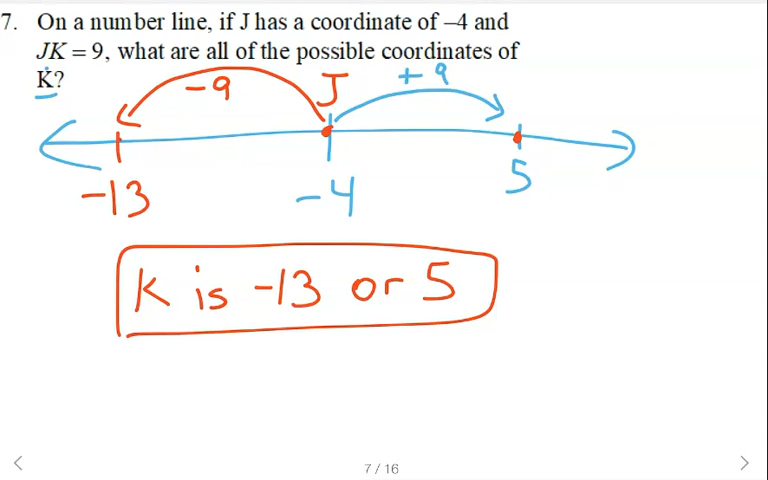 7. On a number line, if J has a coordinate of –4 and
JK = 9, what are all of the possible coordinates of
K?
-9
J
+9
-13
-4
5
K is -13 or 5
7 / 16